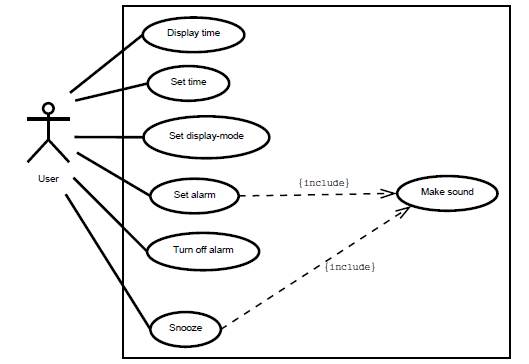 Display time
Set time
Set display-mode
User
Set alarm
{include}
Make sound
Turn off alarm
{include}
Snooze